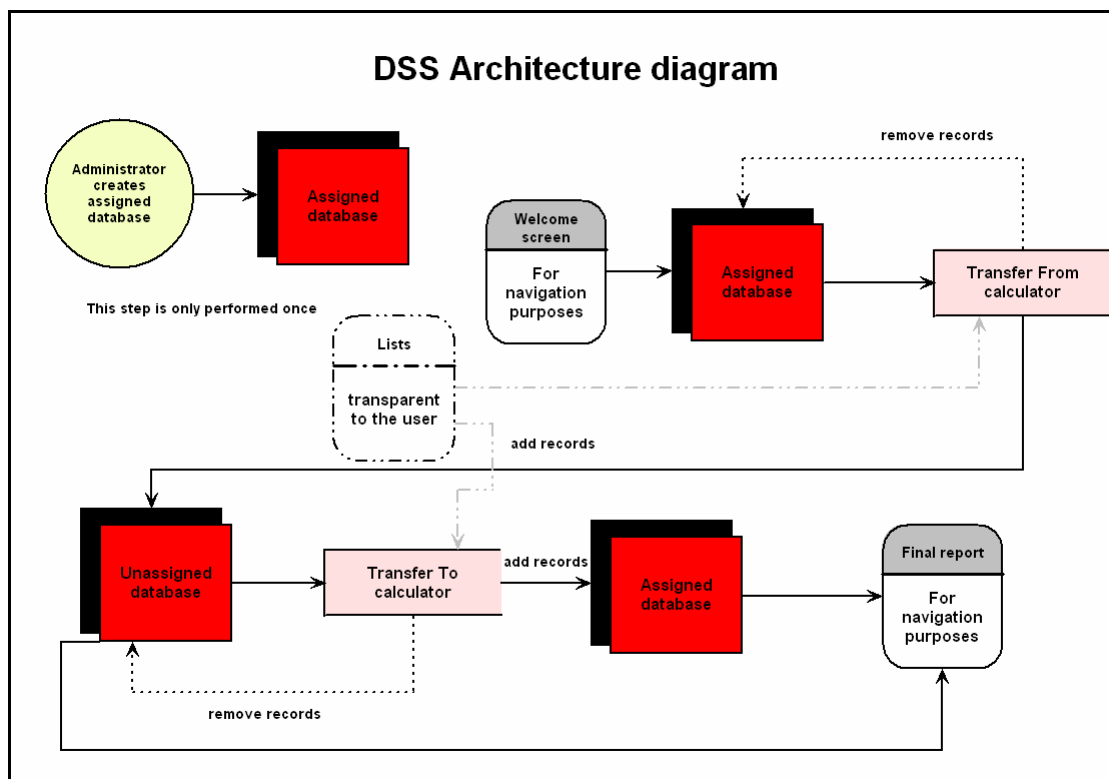 DSS Architecture diagram
Administrator
creates
assigned
database
Assigned
database
This step is only performed once
remove records
Welcome
screen
For
navigation
purposes
Assigned
database
Transfer From
calculator
Lists
transparent
to the user
add records
Unassigned
database
Transfer To
calculator
add records
Assigned
database
Final report
For
navigation
purposes
remove records